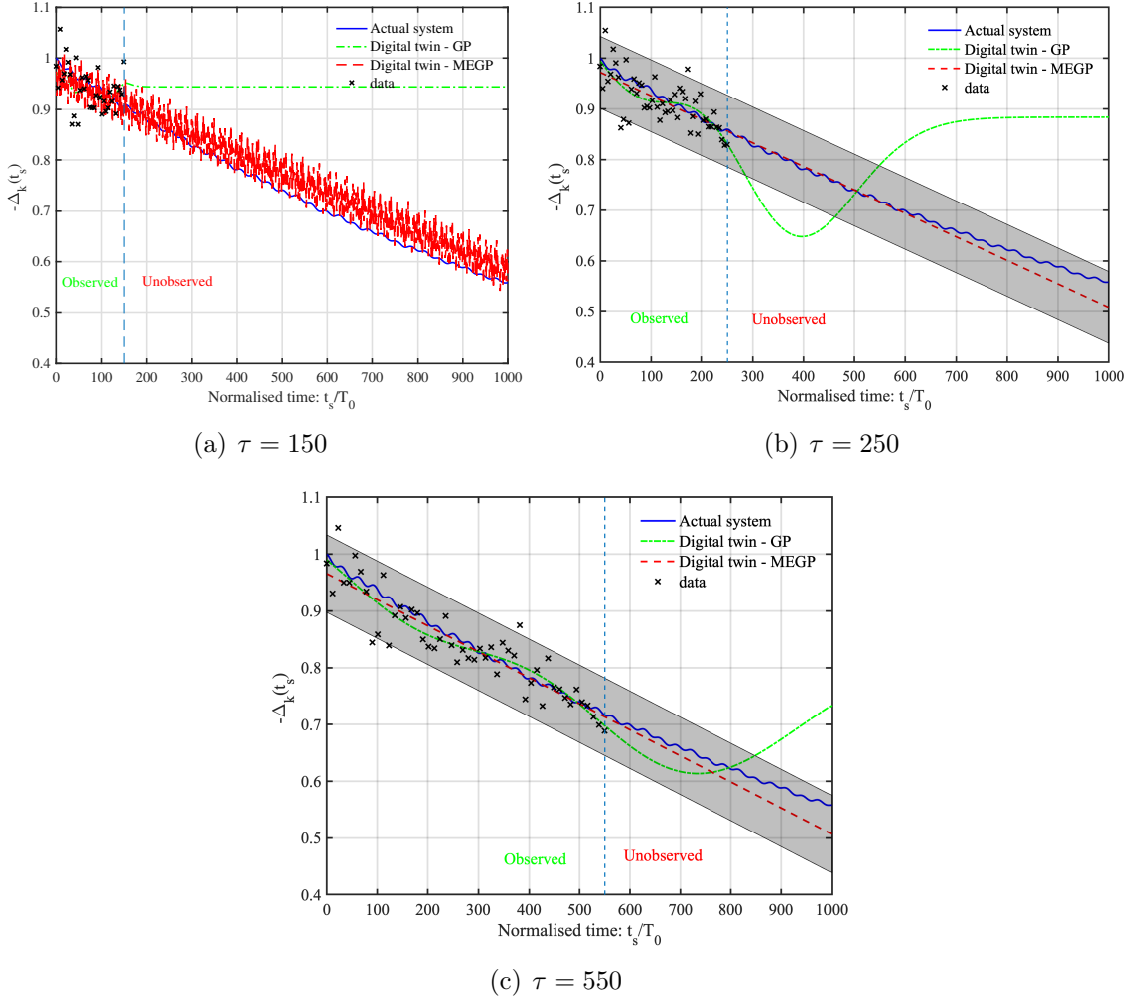 1.1
1
0.9
0.8
0.7
0.6
0.5
0.4
-Δk(ts)
Actual system
Digital twin - GP
Digital twin - MEGP
data
Observed
Unobserved
0 100 200 300 400 500 600 700 800 900 1000
Normalised time: ts/T0
(a) τ = 150
1.1
1
0.9
0.8
0.7
0.6
0.5
0.4
-Δk(ts)
Actual system
Digital twin - GP
Digital twin - MEGP
data
Observed
Unobserved
0 100 200 300 400 500 600 700 800 900 1000
Normalised time: ts/T0
(b) τ = 250
1.1
1
0.9
0.8
0.7
0.6
0.5
0.4
-Δk(ts)
Actual system
Digital twin - GP
Digital twin - MEGP
data
Observed
Unobserved
0 100 200 300 400 500 600 700 800 900 1000
Normalised time: ts/T0
(c) τ = 550